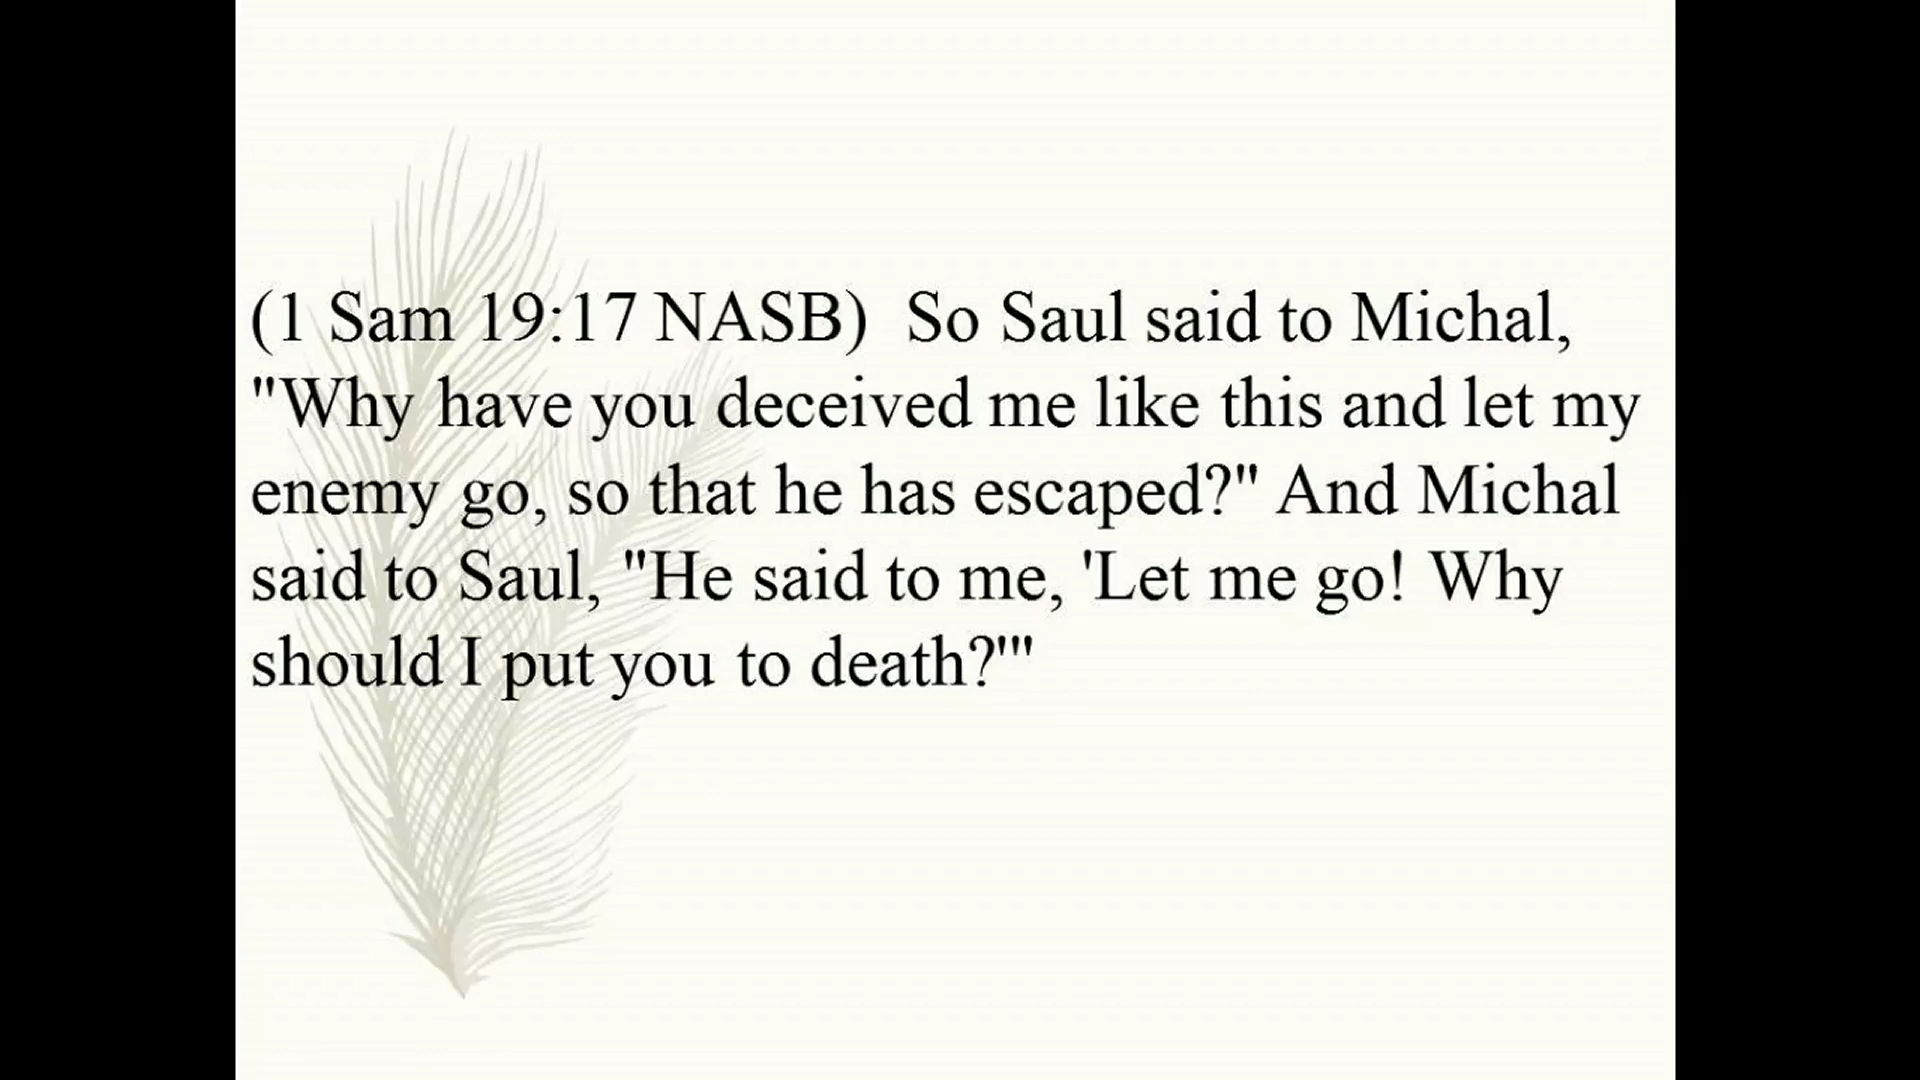 (1 Sam 19:17 NASB)  So Saul said to Michal,
"Why have you deceived me like this and let my
enemy go, so that he has escaped?" And Michal
said to Saul, "He said to me, 'Let me go! Why
should I put you to death?'"